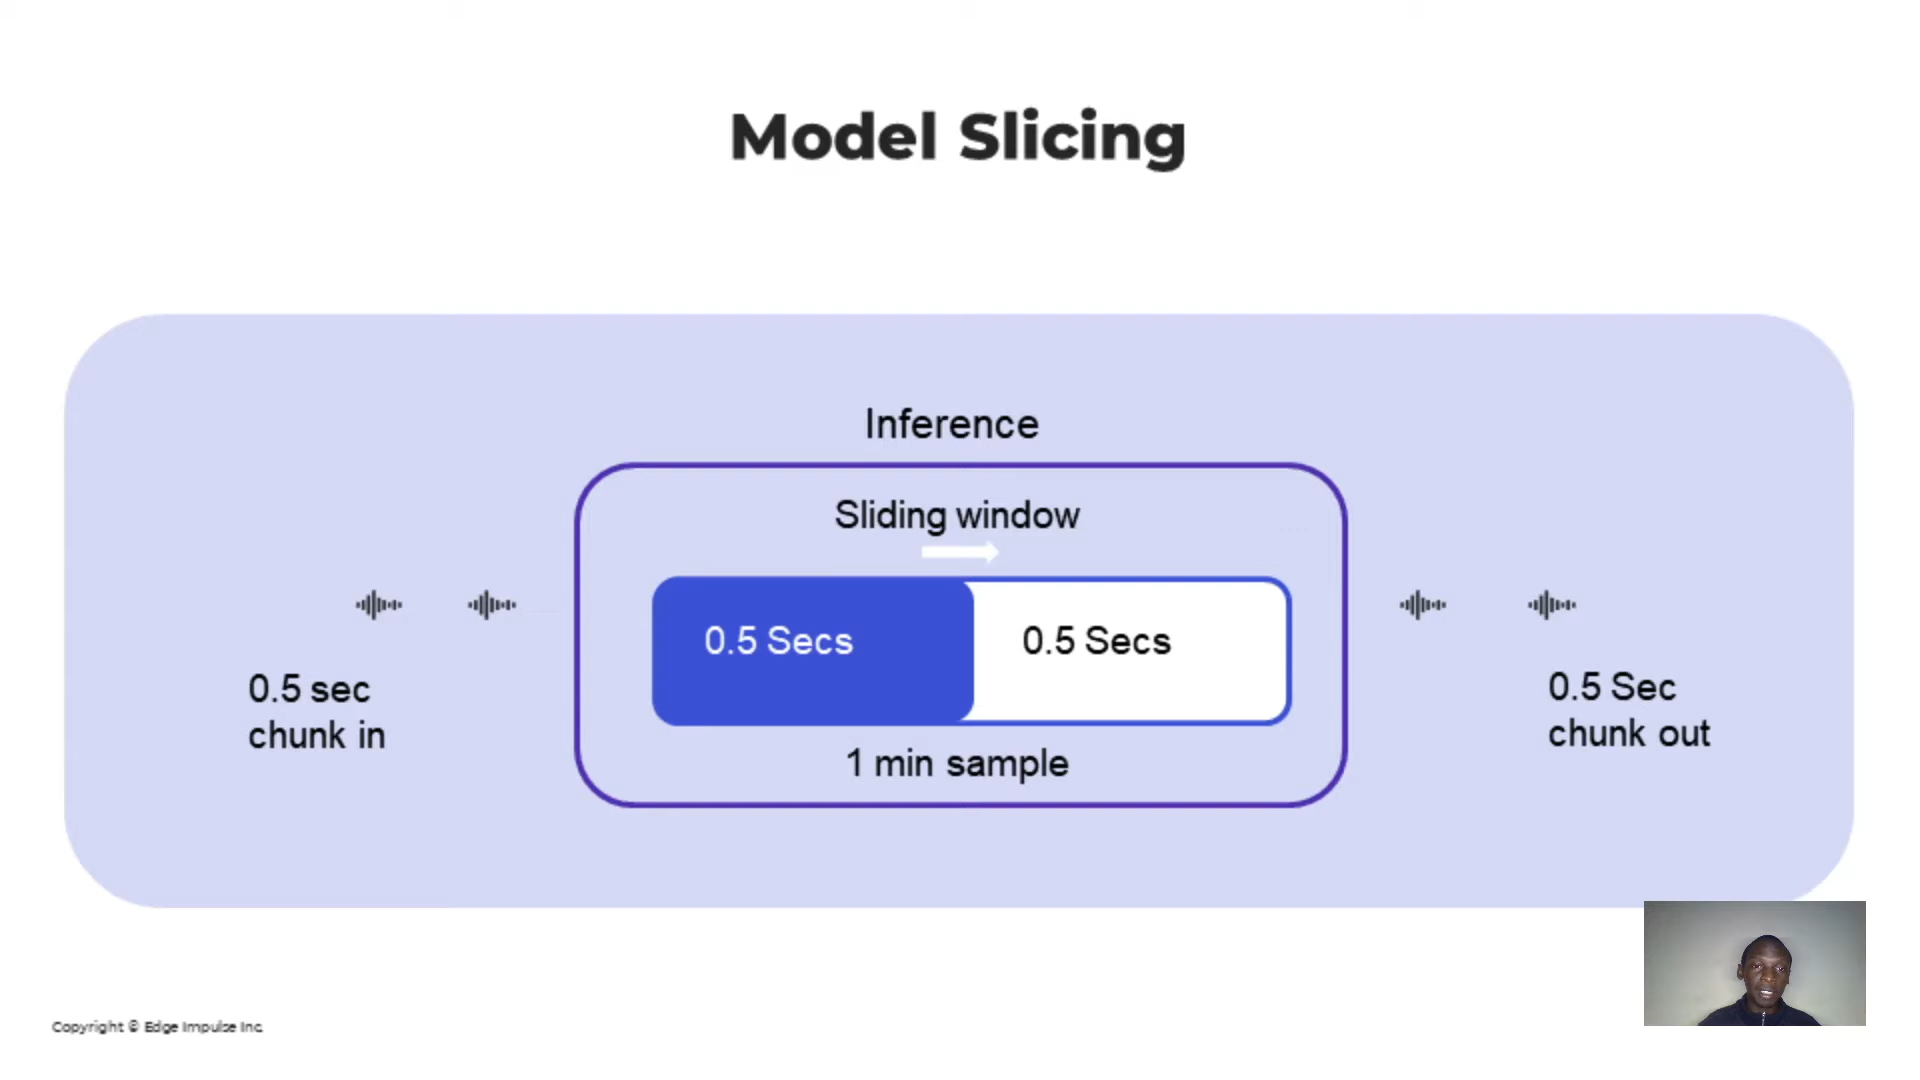 Model Slicing
Inference
Sliding window
0.5 Secs
0.5 Secs
0.5 sec
chunk in
0.5 Sec
chunk out
1 min sample
Copyright © Edge Impulse Inc.